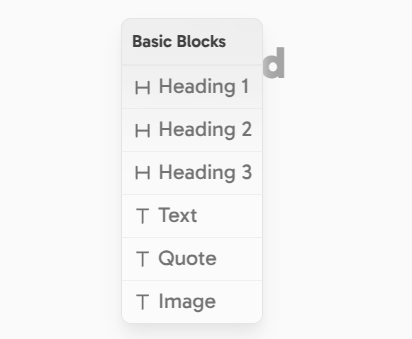 Basic Blocks
d
H Heading 1
H Heading 2
H Heading 3
T Text
T Quote
T Image